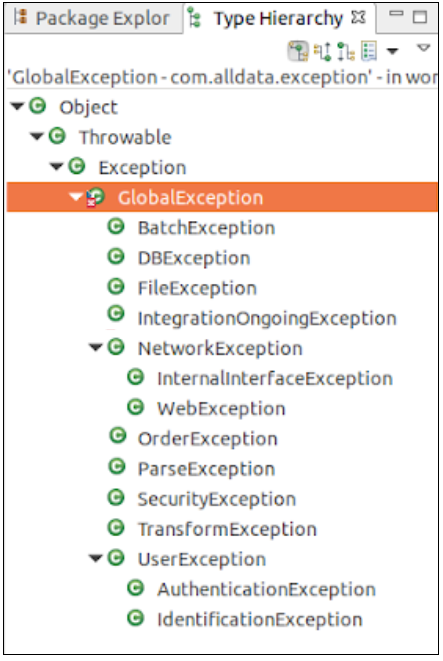 Package Explor Type Hierarchy
'GlobalException - com.alldata.exception' - in wor
Object
Throwable
Exception
GlobalException
BatchException
DBException
FileException
IntegrationOngoingException
NetworkException
InternalInterfaceException
WebException
OrderException
ParseException
SecurityException
TransformException
UserException
AuthenticationException
IdentificationException